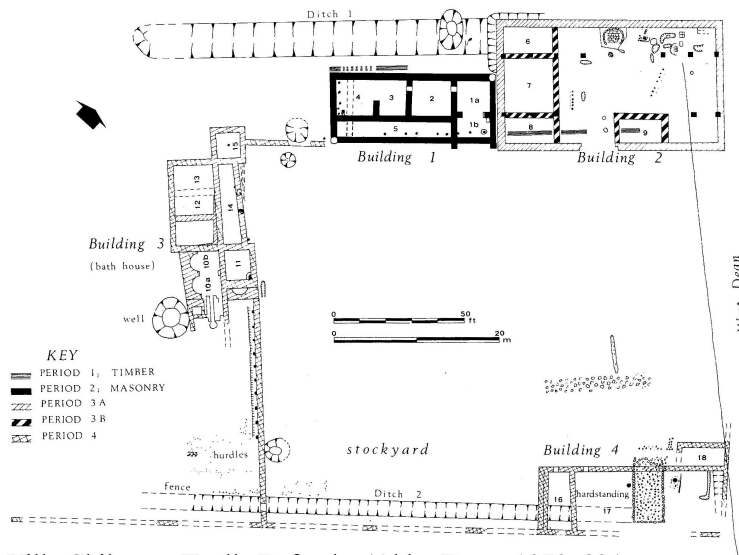 Ditch 1
6
7
8
9
4
3
2
1a
1b
5
Building 1
Building 2
15
13
12
14
Building 3
(bath house)
10b
10a
11
well
0 50
ft
0 20
m
KEY
PERIOD 1; TIMBER
PERIOD 2; MASONRY
PERIOD 3A
PERIOD 3B
PERIOD 4
hurdles
stockyard
Building 4
18
fence
Ditch 2
16
hardstanding
17
Dean